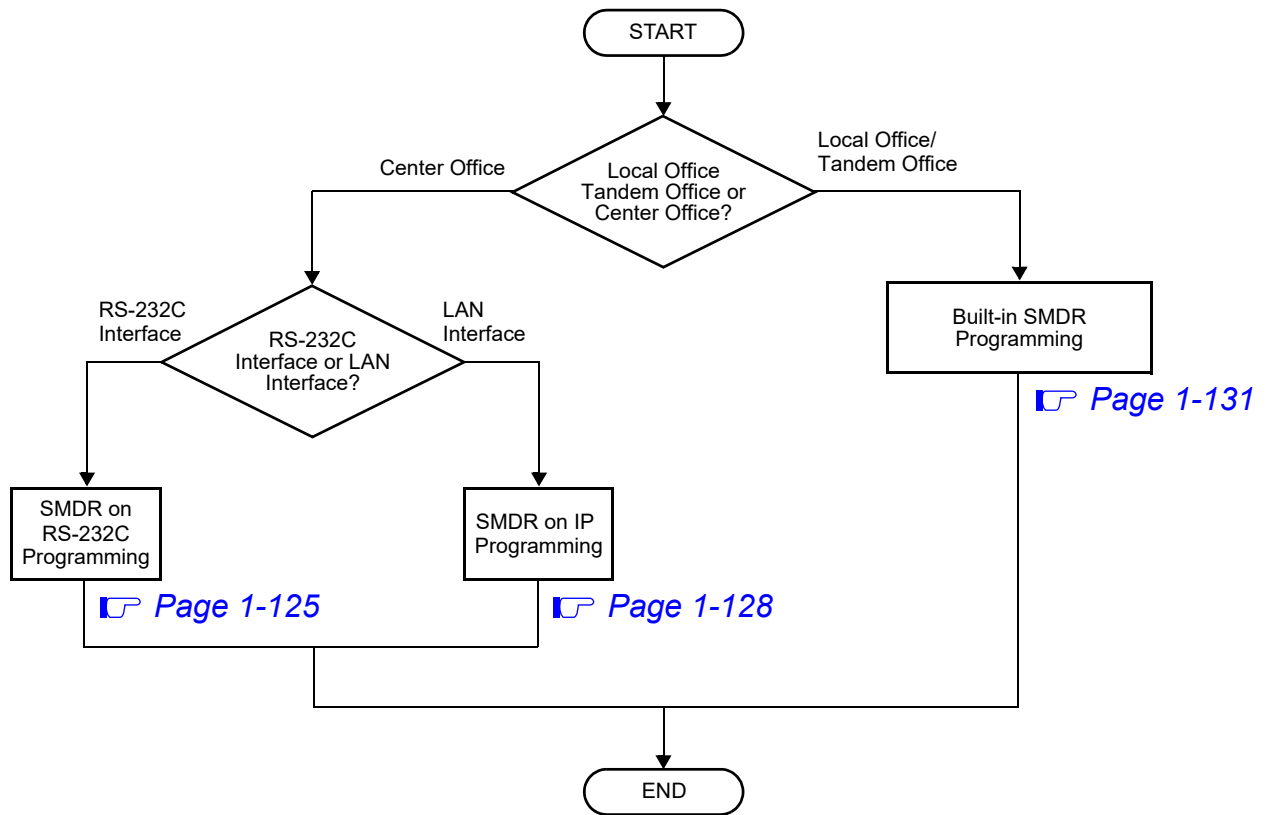 START
Center Office
Local Office
Tandem Office or
Center Office?
Local Office/
Tandem Office
RS-232C
Interface
RS-232C
Interface or LAN
Interface?
LAN
Interface
Built-in SMDR
Programming
Page 1-131
SMDR on
RS-232C
Programming
SMDR on IP
Programming
Page 1-125
Page 1-128
END